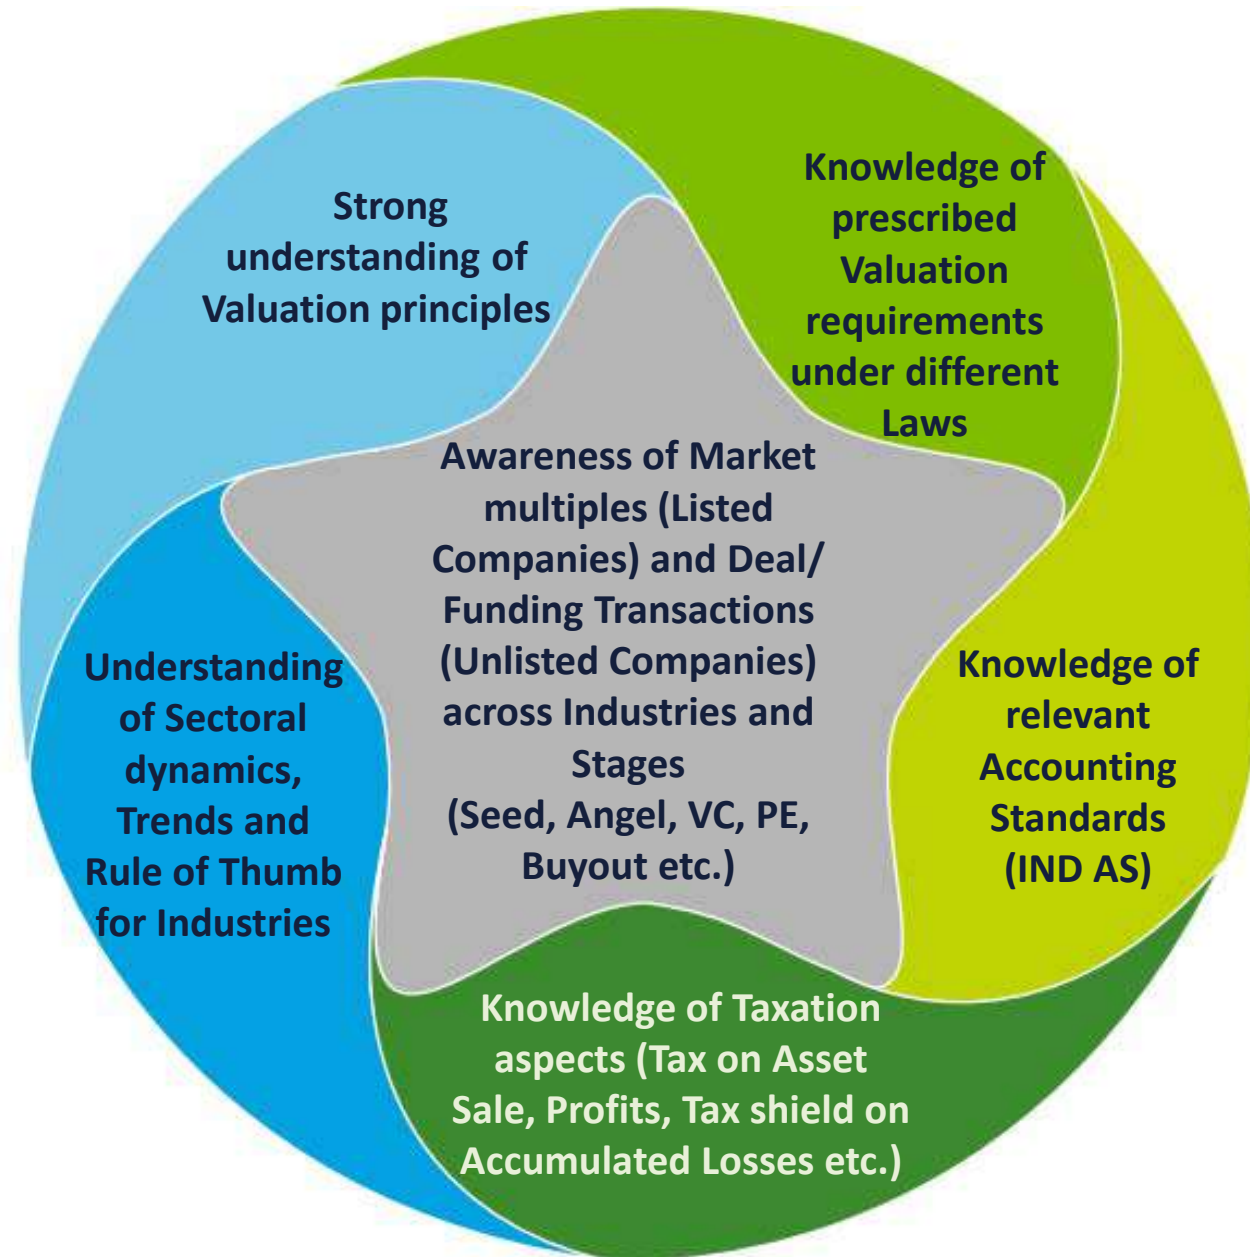 Strong
understanding of
Valuation principles
Knowledge of
prescribed
Valuation
requirements
under different
Laws
Awareness of Market
multiples (Listed
Companies) and Deal/
Funding Transactions
(Unlisted Companies)
across Industries and
Stages
(Seed, Angel, VC, PE,
Buyout etc.)
Understanding
of Sectoral
dynamics,
Trends and
Rule of Thumb
for Industries
Knowledge of
relevant
Accounting
Standards
(IND AS)
Knowledge of Taxation
aspects (Tax on Asset
Sale, Profits, Tax shield on
Accumulated Losses etc.)